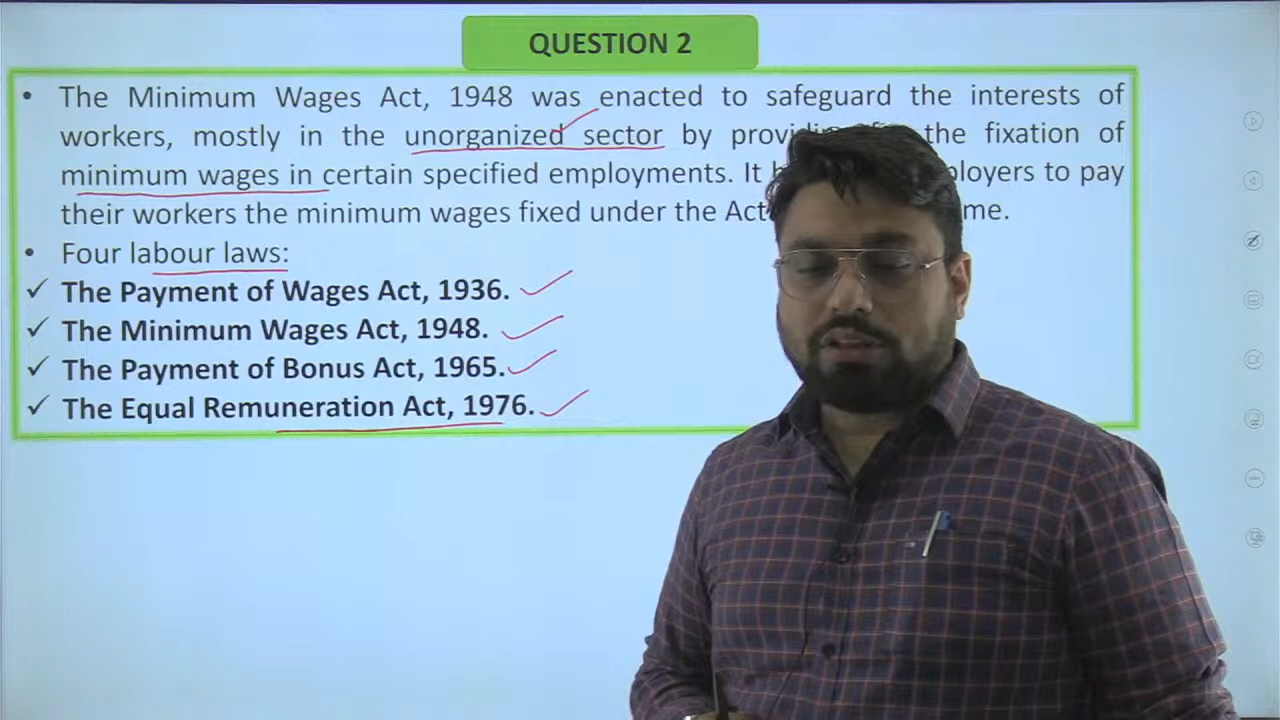 QUESTION 2
• The Minimum Wages Act, 1948 was enacted to safeguard the interests of
workers, mostly in the unorganized sector by the fixation of
minimum wages in certain specified employments. It to pay
their workers the minimum wages fixed under the Act
• Four labour laws:
✓ The Payment of Wages Act, 1936.
✓ The Minimum Wages Act, 1948.
✓ The Payment of Bonus Act, 1965.
✓ The Equal Remuneration Act, 1976.